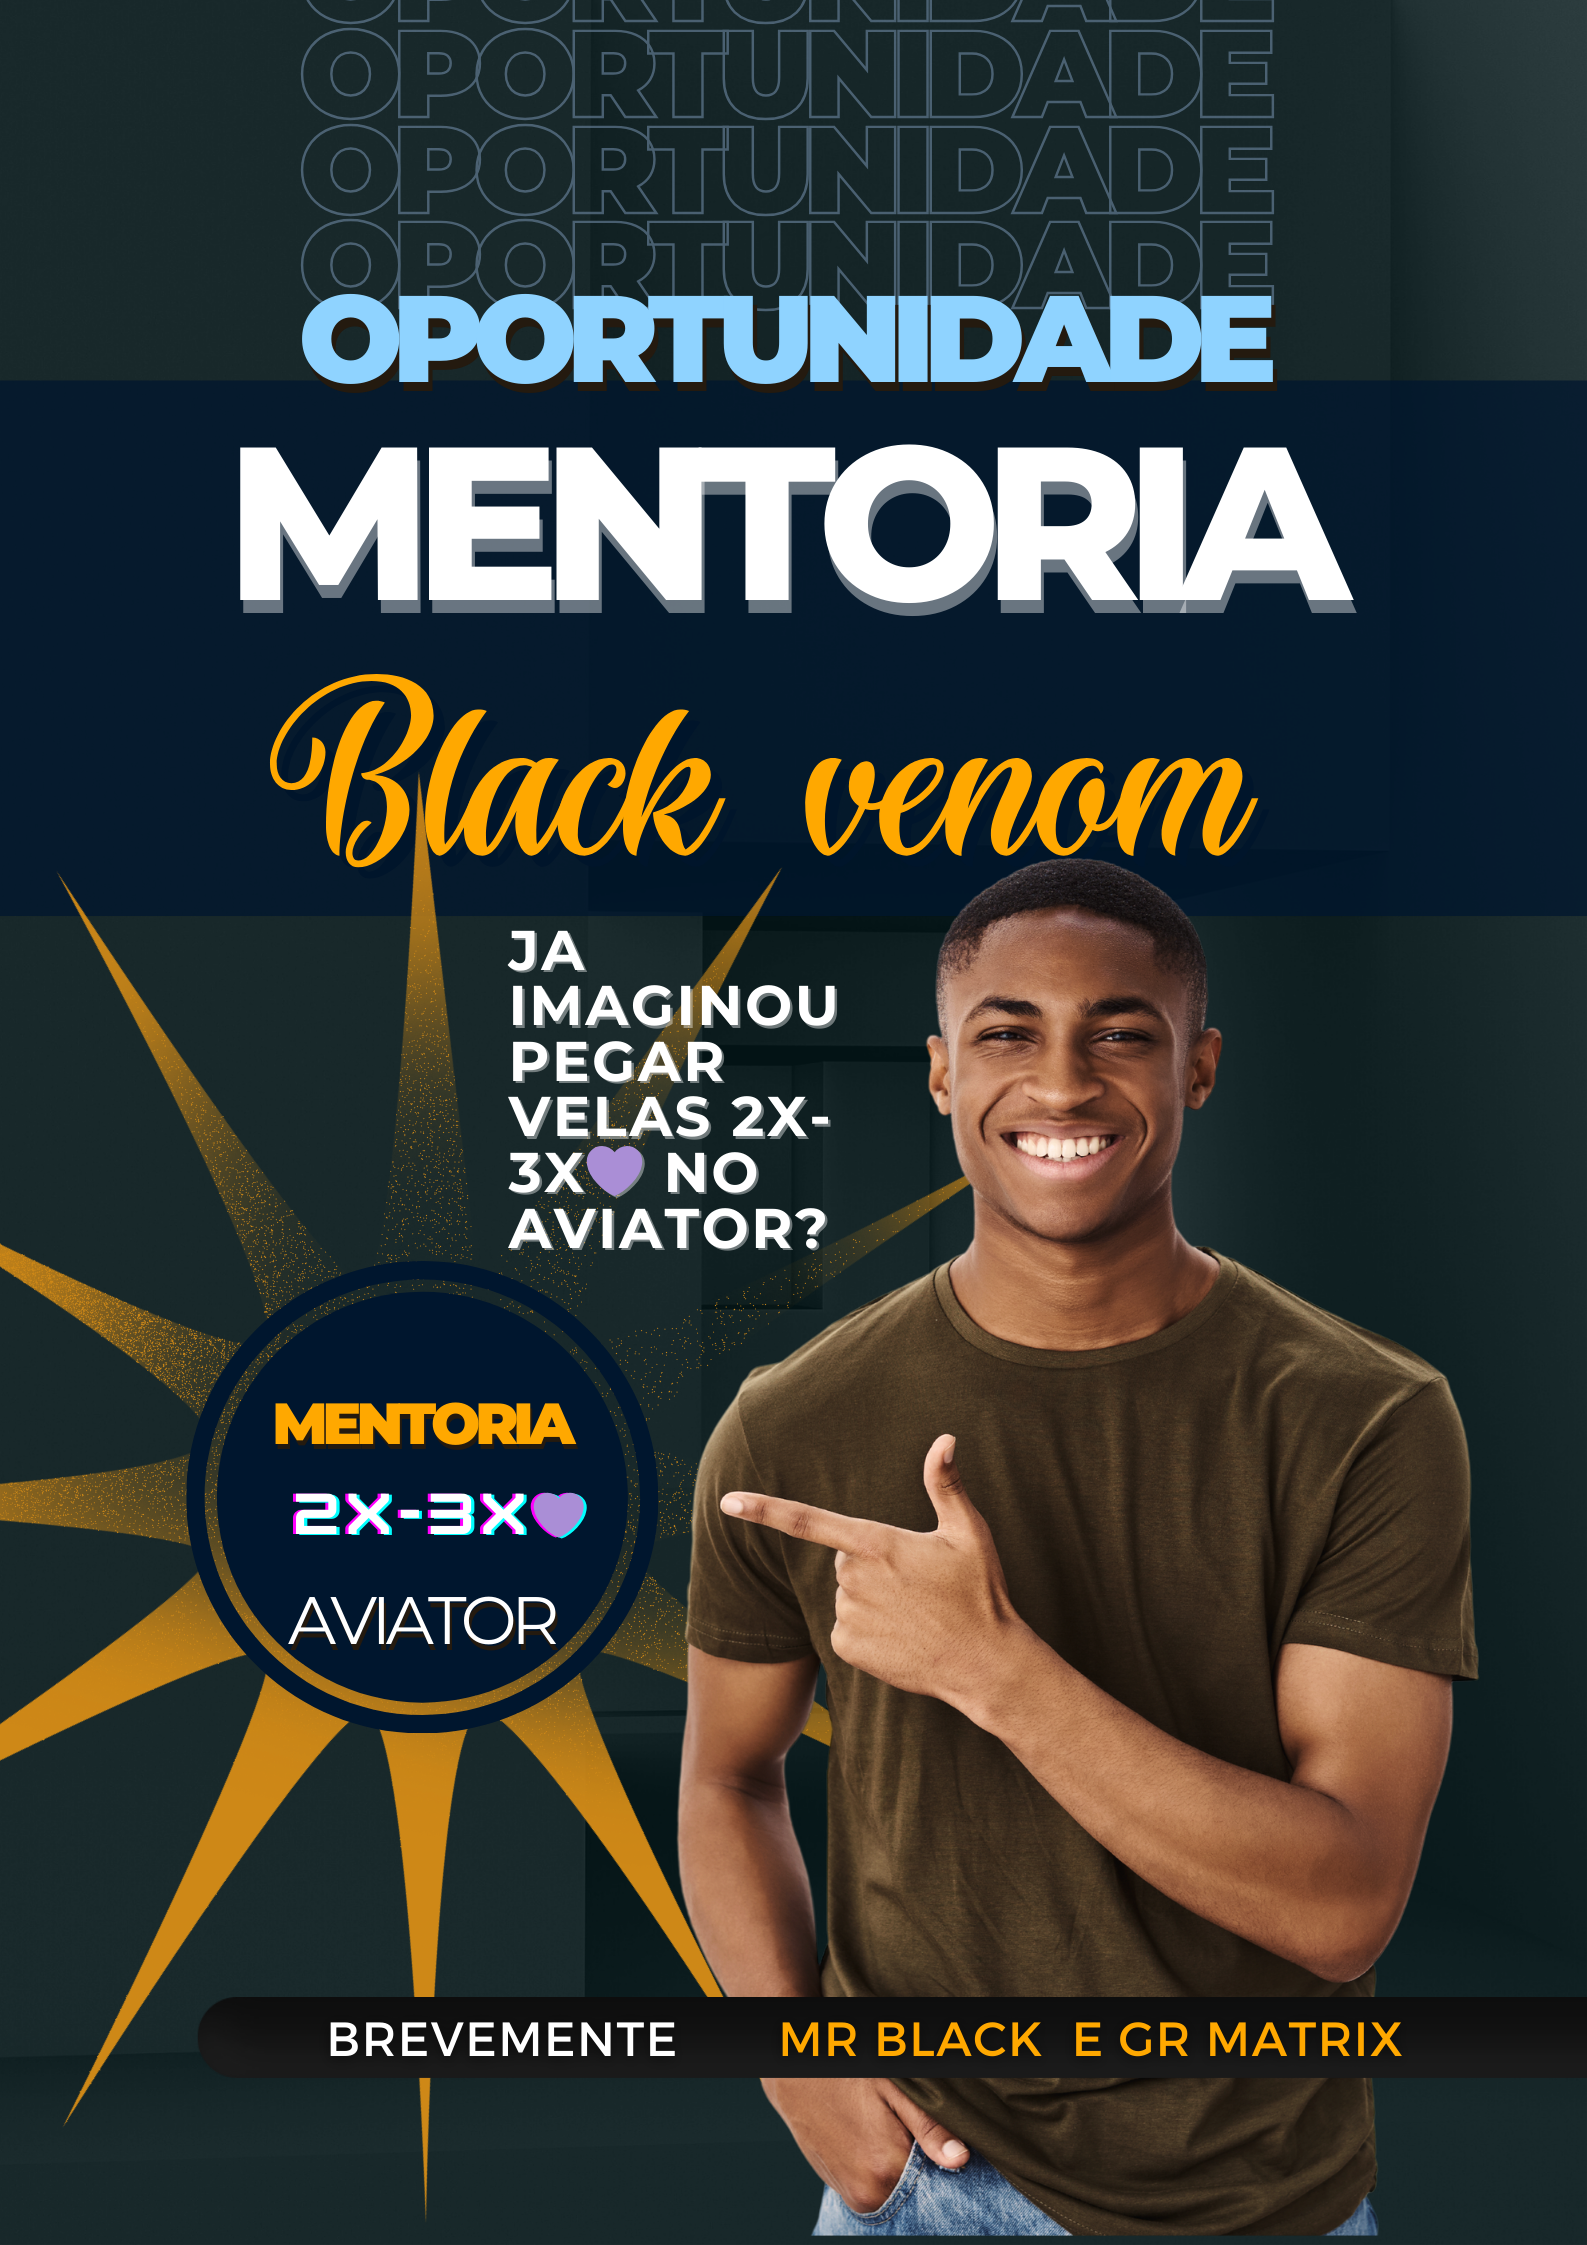 OPORTUNIDADE
OPORTUNIDADE
OPORTUNIDADE
OPORTUNIDADE
OPORTUNIDADE
MENTORIA
Black venom
JA
IMAGINOU
PEGAR
VELAS 2X-
3X💜 NO
AVIATOR?
MENTORIA
2X-3X💜
AVIATOR
BREVEMENTE MR BLACK E GR MATRIX